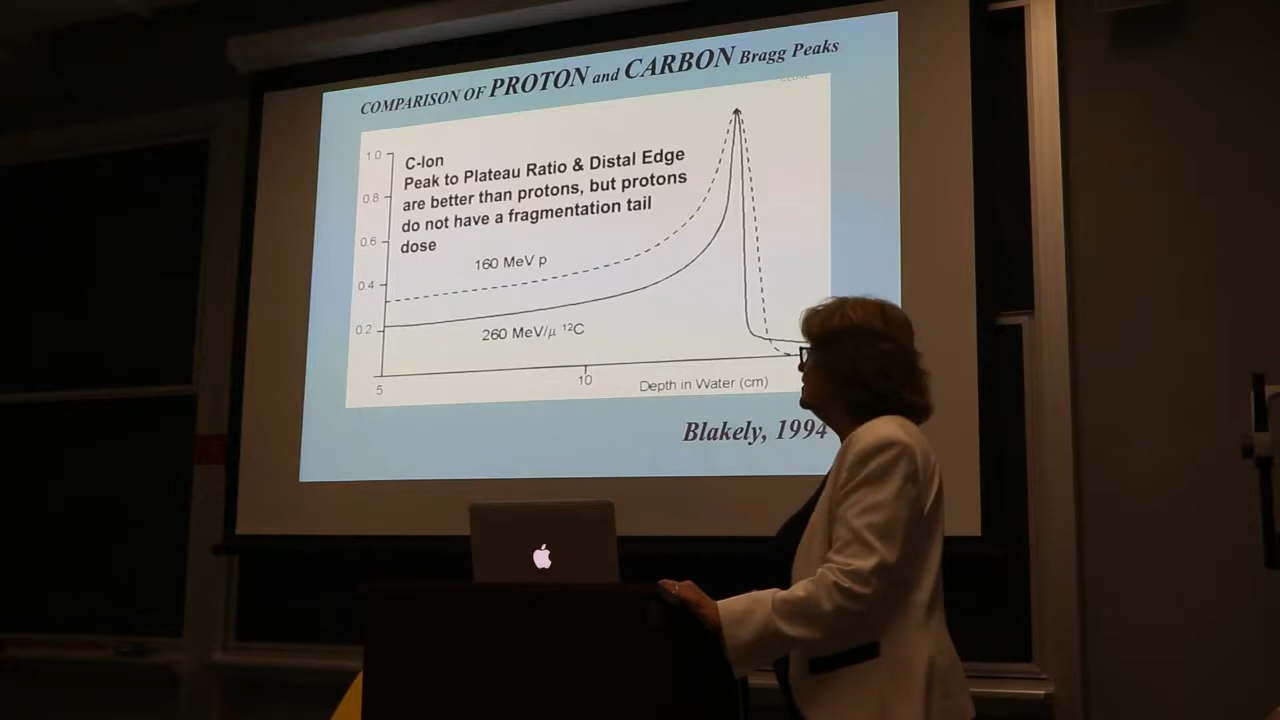 COMPARISON OF PROTON and CARBON Bragg Peaks
1.0
C-Ion
Peak to Plateau Ratio & Distal Edge
0.8
are better than protons, but protons
do not have a fragmentation tail
0.6
dose
160 MeV p
0.4
0.2
260 MeV/μ ¹²C
5
10
Depth in Water (cm)
Blakely, 1994